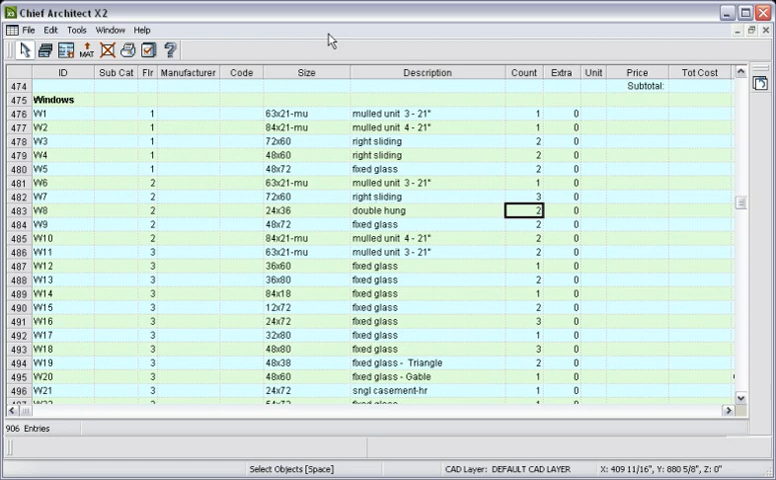 Chief Architect X2
File Edit Tools Window Help
MAT
ID Sub Cat Flr Manufacturer Code Size Description Count Extra Unit Price Tot Cost
474 Subtotal:
475 Windows
476 W1 1 63x21-mu mulled unit 3 - 21" 1 0
477 W2 1 84x21-mu mulled unit 4 - 21" 1 0
478 W3 1 72x60 right sliding 2 0
479 W4 1 48x60 right sliding 2 0
480 W5 1 48x72 fixed glass 2 0
481 W6 2 63x21-mu mulled unit 3 - 21" 1 0
482 W7 2 72x60 right sliding 3 0
483 W8 2 24x36 double hung 2 0
484 W9 2 48x72 fixed glass 2 0
485 W10 2 84x21-mu mulled unit 4 - 21" 2 0
486 W11 3 63x21-mu mulled unit 3 - 21" 2 0
487 W12 3 36x60 fixed glass 1 0
488 W13 3 36x80 fixed glass 2 0
489 W14 3 84x18 fixed glass 1 0
490 W15 3 12x72 fixed glass 2 0
491 W16 3 24x72 fixed glass 3 0
492 W17 3 32x80 fixed glass 1 0
493 W18 3 48x80 fixed glass 3 0
494 W19 3 48x38 fixed glass - Triangle 2 0
495 W20 3 48x60 fixed glass - Gable 1 0
496 W21 3 24x72 sngl casement-hr 1 0
497 W22 3 fixed glass 1 0
906 Entries
Select Objects [Space] CAD Layer: DEFAULT CAD LAYER X: 409 11/16", Y: 880 5/8", Z: 0"